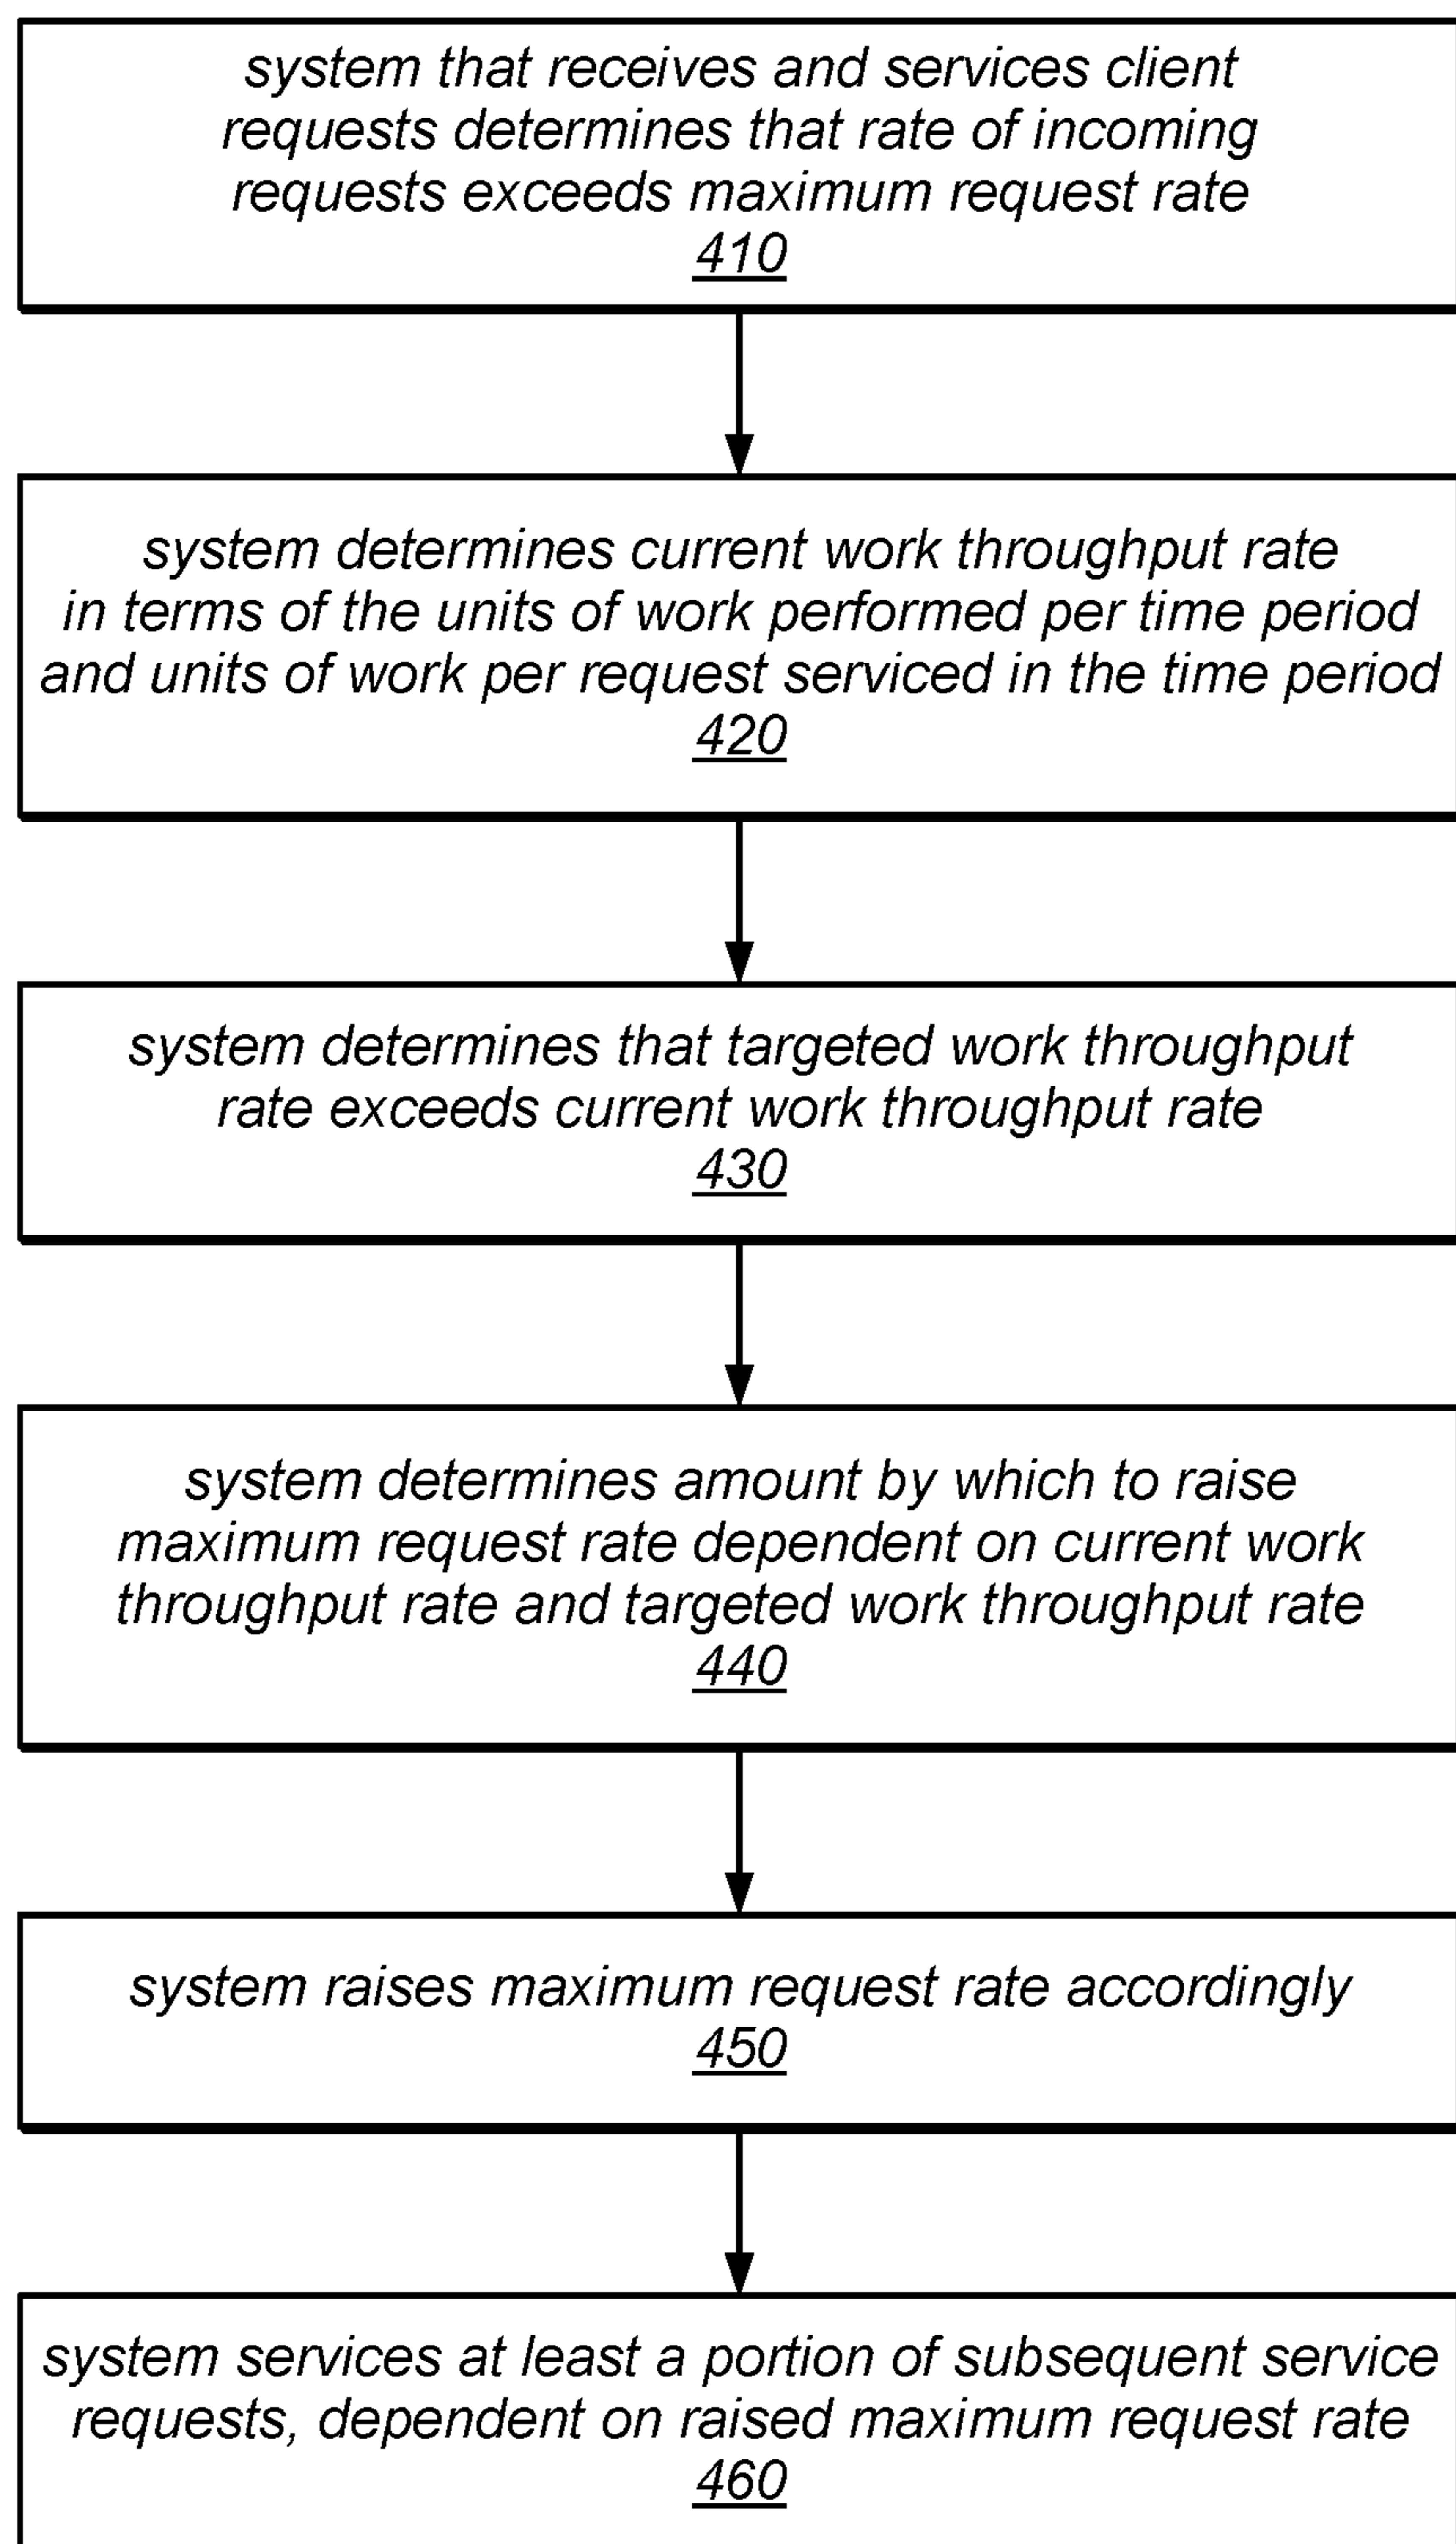 system that receives and services client
requests determines that rate of incoming
requests exceeds maximum request rate
410
system determines current work throughput rate
in terms of the units of work performed per time period
and units of work per request serviced in the time period
420
system determines that targeted work throughput
rate exceeds current work throughput rate
430
system determines amount by which to raise
maximum request rate dependent on current work
throughput rate and targeted work throughput rate
440
system raises maximum request rate accordingly
450
system services at least a portion of subsequent service
requests, dependent on raised maximum request rate
460